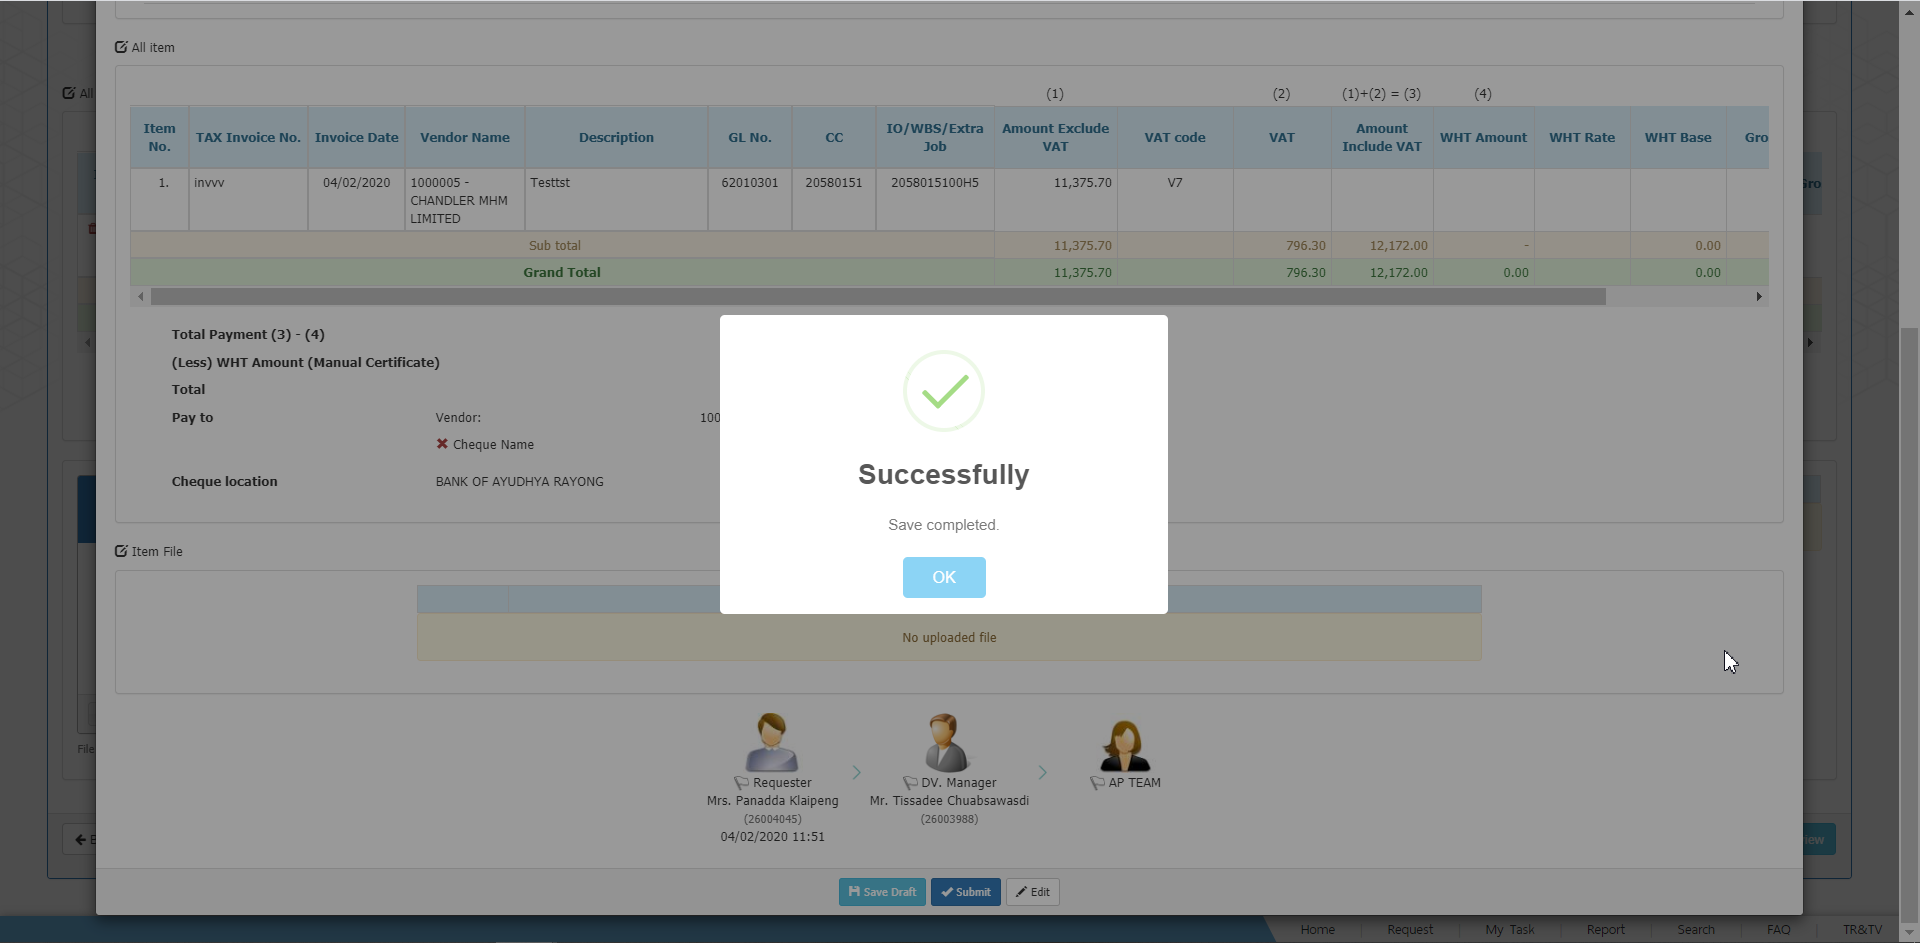 All item
All
(1) (2) (1)+(2) = (3) (4)
Item No. TAX Invoice No. Invoice Date Vendor Name Description GL No. CC IO/WBS/Extra Job Amount Exclude VAT VAT code VAT Amount Include VAT WHT Amount WHT Rate WHT Base Gro
1. invvv 04/02/2020 1000005 - CHANDLER MHM LIMITED Testtst 62010301 20580151 2058015100H5 11,375.70 V7
Sub total 11,375.70 796.30 12,172.00 - 0.00
Grand Total 11,375.70 796.30 12,172.00 0.00 0.00
Total Payment (3) - (4)
(Less) WHT Amount (Manual Certificate)
Total
Pay to Vendor: 100
Cheque Name
Cheque location BANK OF AYUDHYA RAYONG
Successfully
Save completed.
OK
Item File
No uploaded file
Requester
Mrs. Panadda Klaipeng
(26004045)
04/02/2020 11:51
DV. Manager
Mr. Tissadee Chuabsawasdi
(26003988)
AP TEAM
File
Save Draft Submit Edit
Home Request My Task Report Search FAQ TR&TV